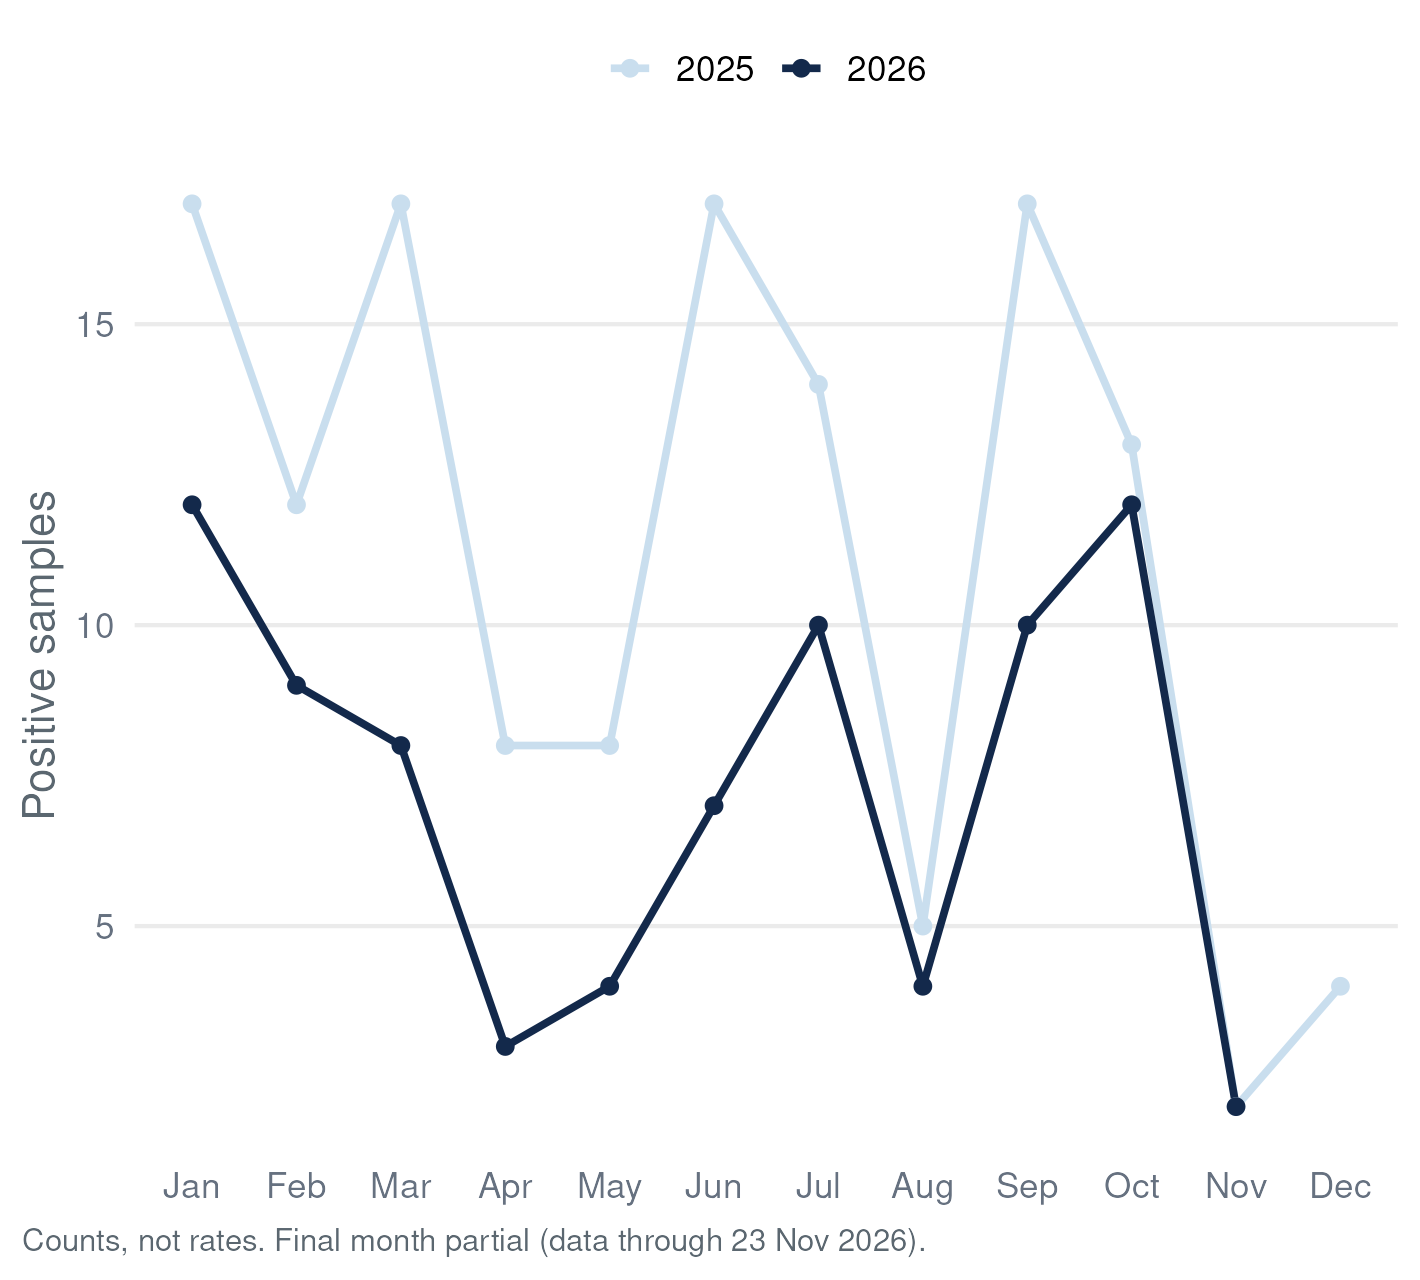 2025 2026
15
10
5
Positive samples
Jan Feb Mar Apr May Jun Jul Aug Sep Oct Nov Dec
Counts, not rates. Final month partial (data through 23 Nov 2026).